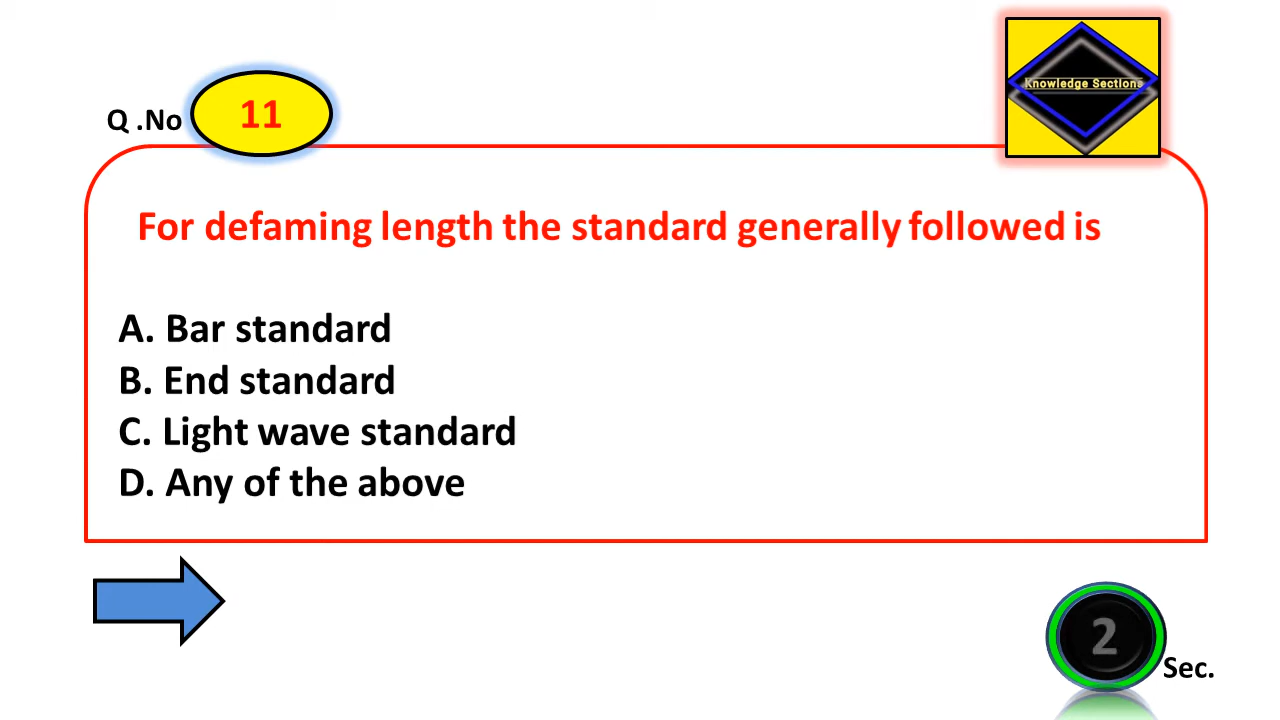 Q .No 11
Knowledge Sections
For defaming length the standard generally followed is
A. Bar standard
B. End standard
C. Light wave standard
D. Any of the above
2
Sec.